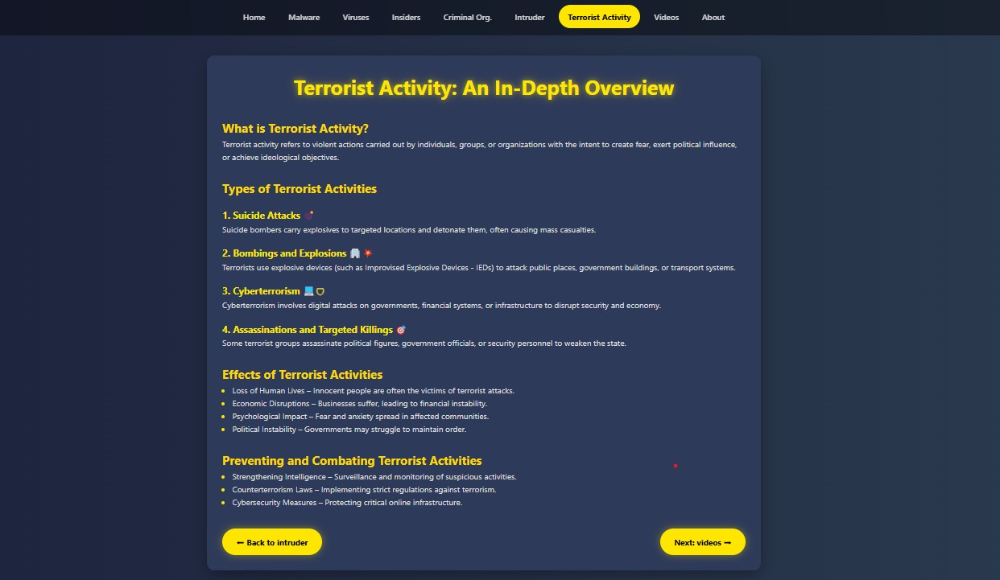 Home Malware Viruses Insiders Criminal Org. Intruder Terrorist Activity Videos About
Terrorist Activity: An In-Depth Overview
What is Terrorist Activity?
Terrorist activity refers to violent actions carried out by individuals, groups, or organizations with the intent to create fear, exert political influence,
or achieve ideological objectives.
Types of Terrorist Activities
1. Suicide Attacks
Suicide bombers carry explosives to targeted locations and detonate them, often causing mass casualties.
2. Bombings and Explosions
Terrorists use explosive devices (such as Improvised Explosive Devices - IEDs) to attack public places, government buildings, or transport systems.
3. Cyberterrorism
Cyberterrorism involves digital attacks on governments, financial systems, or infrastructure to disrupt security and economy.
4. Assassinations and Targeted Killings
Some terrorist groups assassinate political figures, government officials, or security personnel to weaken the state.
Effects of Terrorist Activities
Loss of Human Lives – Innocent people are often the victims of terrorist attacks.
Economic Disruptions – Businesses suffer, leading to financial instability.
Psychological Impact – Fear and anxiety spread in affected communities.
Political Instability – Governments may struggle to maintain order.
Preventing and Combating Terrorist Activities
Strengthening Intelligence – Surveillance and monitoring of suspicious activities.
Counterterrorism Laws – Implementing strict regulations against terrorism.
Cybersecurity Measures – Protecting critical online infrastructure.
← Back to intruder Next: videos →